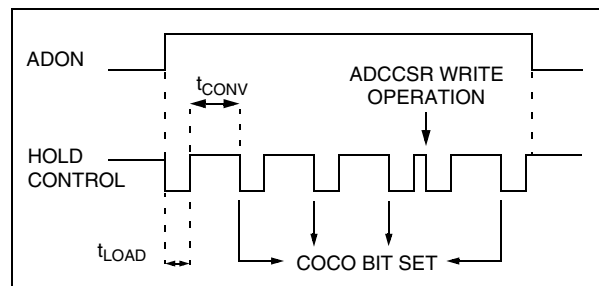 ADON
ADCCSR WRITE
OPERATION
tCONV
HOLD
CONTROL
tLOAD
COCO BIT SET